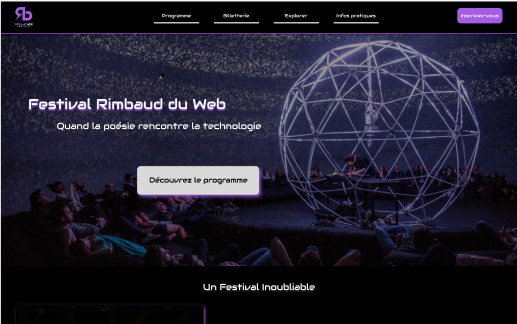 Programme
Billetterie
Explorer
Infos pratiques
Inscrivez-vous
Festival Rimbaud du Web
Quand la poésie rencontre la technologie
Découvrez le programme
Un Festival Inoubliable